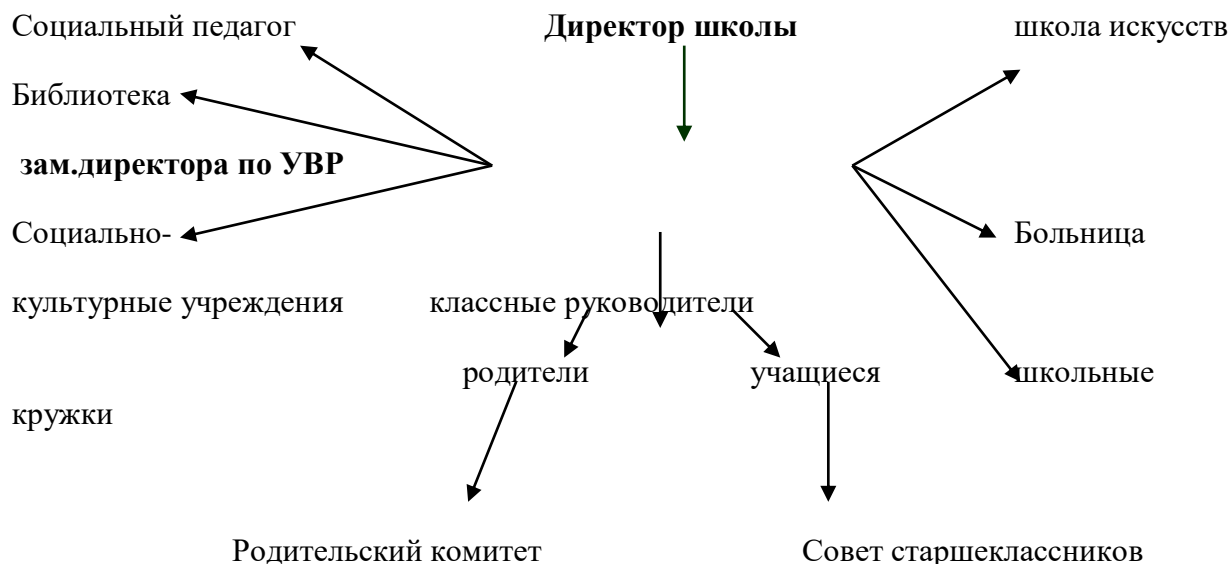 Социальный педагог Директор школы школа искусств
Библиотека
зам.директора по УВР
Социально- Больница
культурные учреждения классные руководители
родители учащиеся школьные
кружки
Родительский комитет Совет старшеклассников